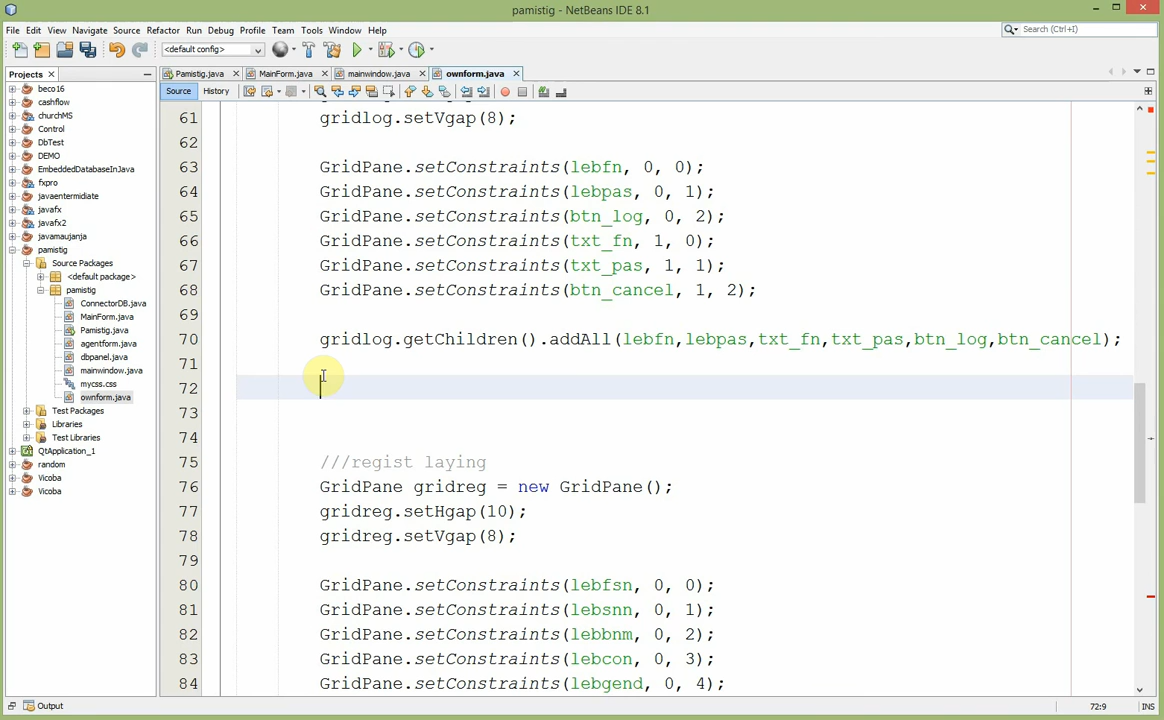 pamistig - NetBeans IDE 8.1
File Edit View Navigate Source Refactor Run Debug Profile Team Tools Window Help
Search (Ctrl+I)
<default config>
Projects
Pamistig.java MainForm.java mainwindow.java ownform.java
Source History
beco16
cashflow
churchMS
Control
DbTest
DEMO
EmbeddedDatabaseInJava
fxpro
javaentermidiate
javafx
javafx2
javamaujanja
pamistig
Source Packages
<default package>
pamistig
ConnectorDB.java
MainForm.java
Pamistig.java
agentform.java
dbpanel.java
mainwindow.java
mycss.css
ownform.java
Test Packages
Libraries
Test Libraries
QtApplication_1
random
Vicoba
Vicoba
61 gridlog.setVgap(8);
62
63 GridPane.setConstraints(lebfn, 0, 0);
64 GridPane.setConstraints(lebpas, 0, 1);
65 GridPane.setConstraints(btn_log, 0, 2);
66 GridPane.setConstraints(txt_fn, 1, 0);
67 GridPane.setConstraints(txt_pas, 1, 1);
68 GridPane.setConstraints(btn_cancel, 1, 2);
69
70 gridlog.getChildren().addAll(lebfn,lebpas,txt_fn,txt_pas,btn_log,btn_cancel);
71
72
73
74
75 ///regist laying
76 GridPane gridreg = new GridPane();
77 gridreg.setHgap(10);
78 gridreg.setVgap(8);
79
80 GridPane.setConstraints(lebfsn, 0, 0);
81 GridPane.setConstraints(lebsnn, 0, 1);
82 GridPane.setConstraints(lebbnm, 0, 2);
83 GridPane.setConstraints(lebcon, 0, 3);
84 GridPane.setConstraints(lebgend, 0, 4);
Output
72:9 INS